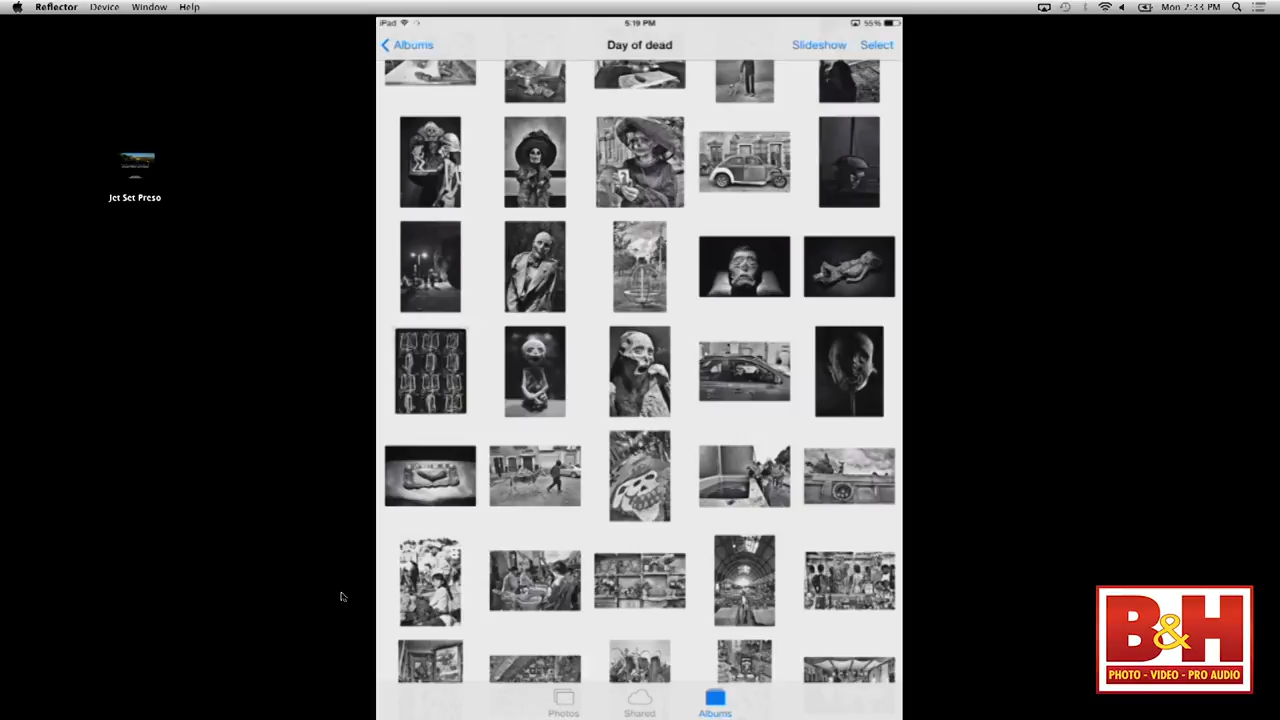 Reflector Device Window Help
Mon 2:33 PM
iPad
5:19 PM
55%
Albums
Day of dead
Slideshow
Select
Jet Set Preso
B&H
PHOTO - VIDEO - PRO AUDIO
Photos
Shared
Albums